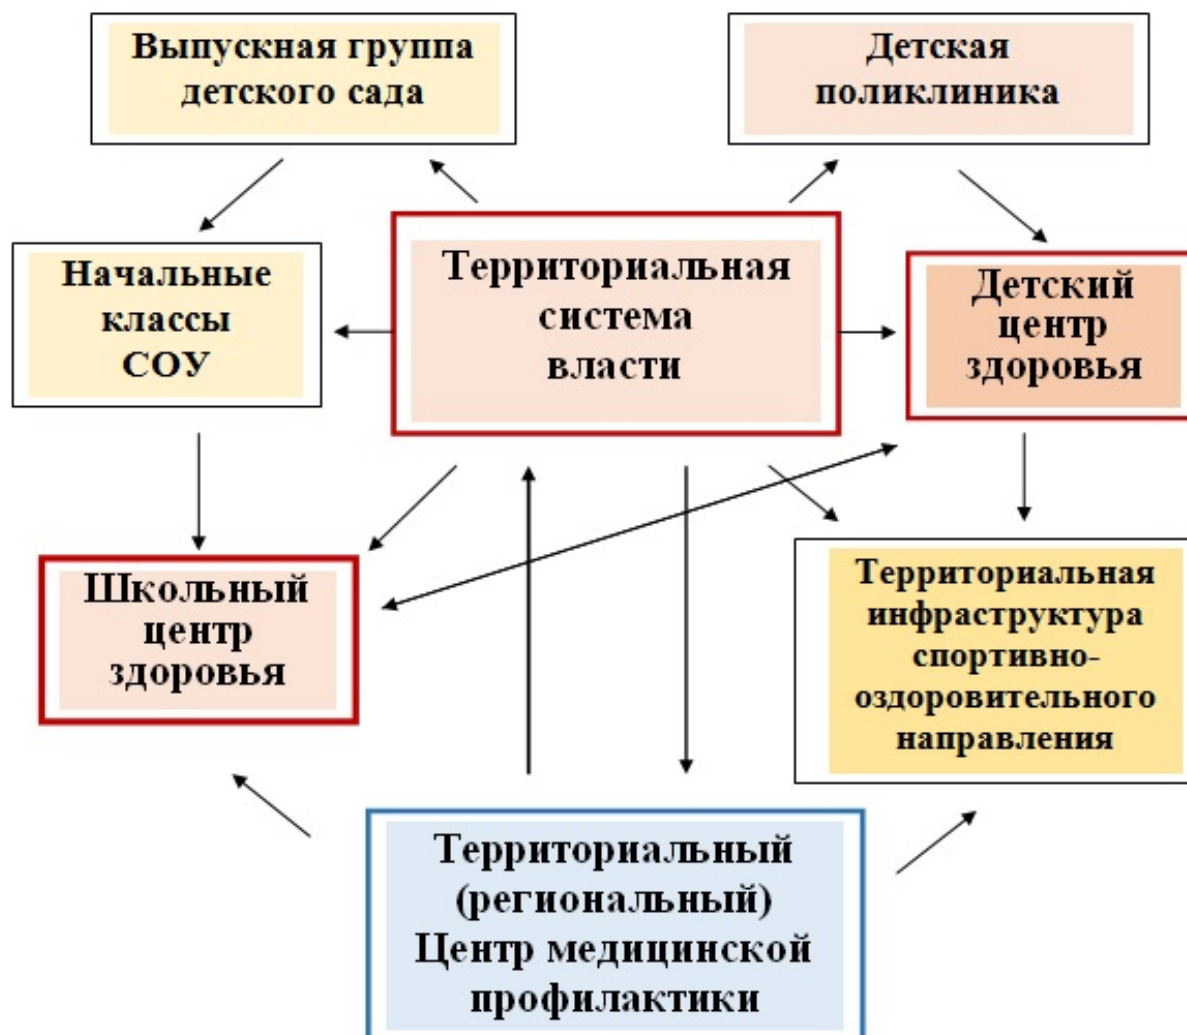 Выпускная группа
детского сада
Детская
поликлиника
Начальные
классы
СОУ
Территориальная
система
власти
Детский
центр
здоровья
Школьный
центр
здоровья
Территориальная
инфраструктура
спортивно-
оздоровительного
направления
Территориальный
(региональный)
Центр медицинской
профилактики